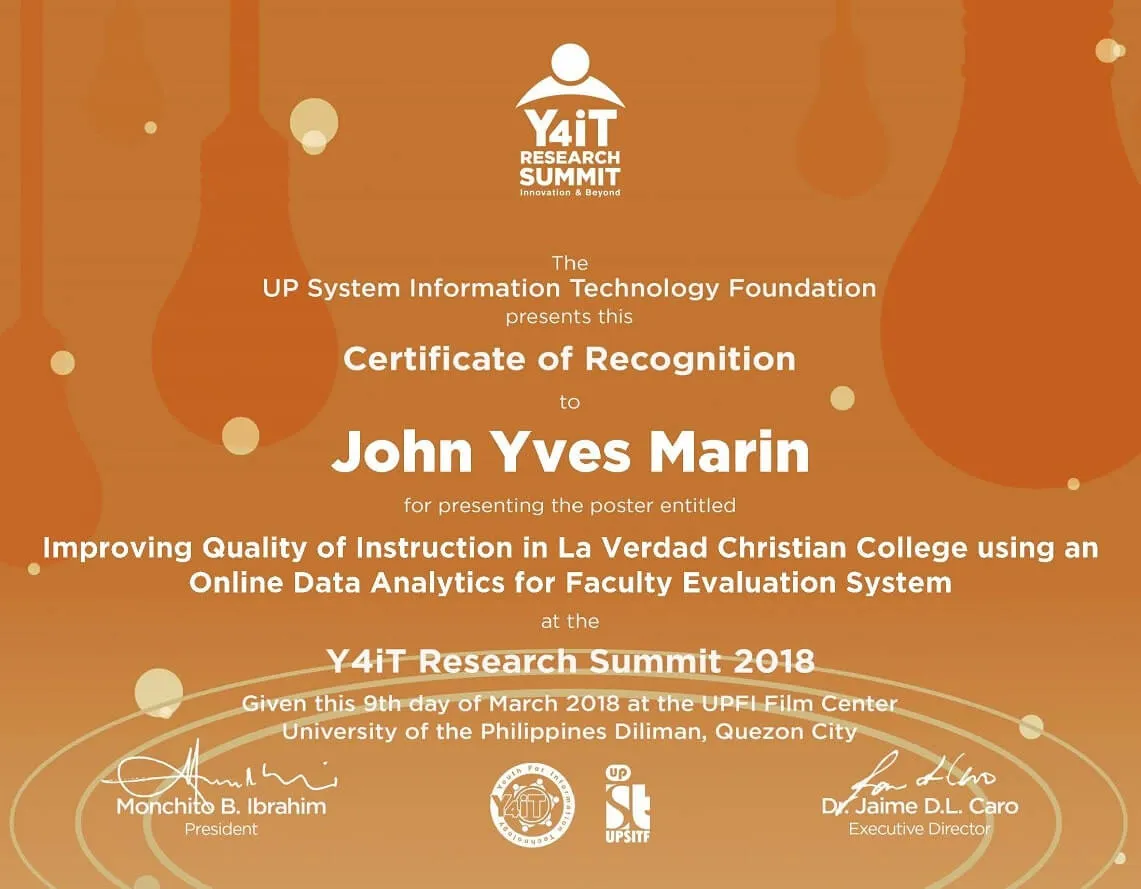 Y4iT
RESEARCH
SUMMIT
Innovation & Beyond
The
UP System Information Technology Foundation
presents this
Certificate of Recognition
to
John Yves Marin
for presenting the poster entitled
Improving Quality of Instruction in La Verdad Christian College using an
Online Data Analytics for Faculty Evaluation System
at the
Y4iT Research Summit 2018
Given this 9th day of March 2018 at the UPFI Film Center
University of the Philippines Diliman, Quezon City
Monchito B. Ibrahim
President
Youth For Information Technology
Y4iT
UP
it
UPSITF
Dr. Jaime D.L. Caro
Executive Director